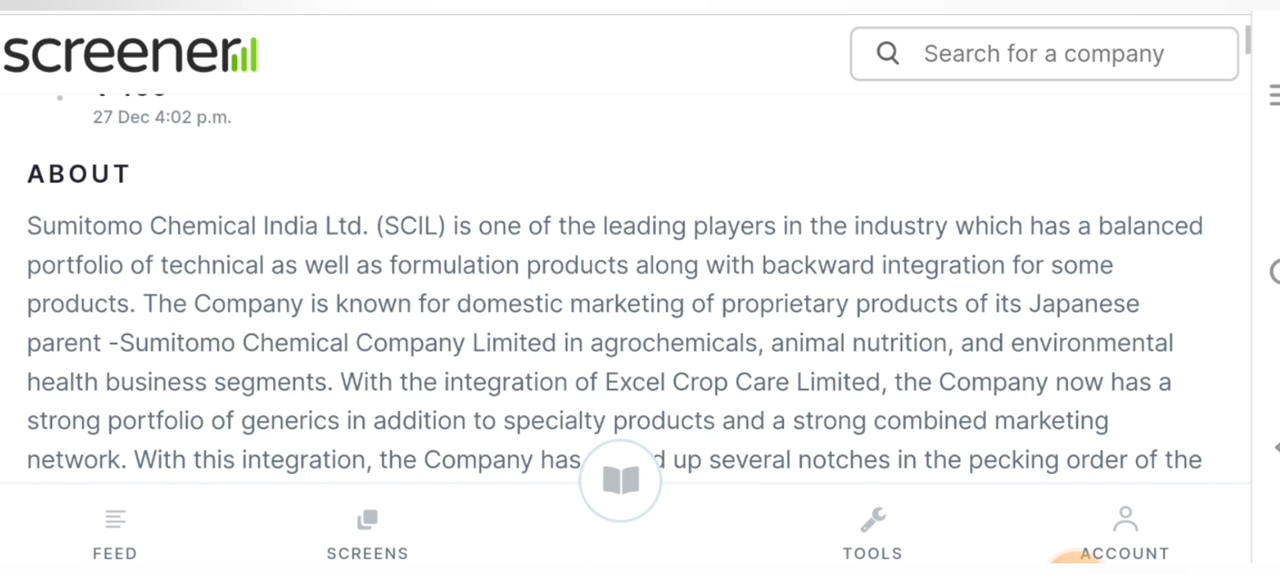 screener
Search for a company
27 Dec 4:02 p.m.
ABOUT
Sumitomo Chemical India Ltd. (SCIL) is one of the leading players in the industry which has a balanced
portfolio of technical as well as formulation products along with backward integration for some
products. The Company is known for domestic marketing of proprietary products of its Japanese
parent -Sumitomo Chemical Company Limited in agrochemicals, animal nutrition, and environmental
health business segments. With the integration of Excel Crop Care Limited, the Company now has a
strong portfolio of generics in addition to specialty products and a strong combined marketing
network. With this integration, the Company has up several notches in the pecking order of the
FEED
SCREENS
TOOLS
ACCOUNT